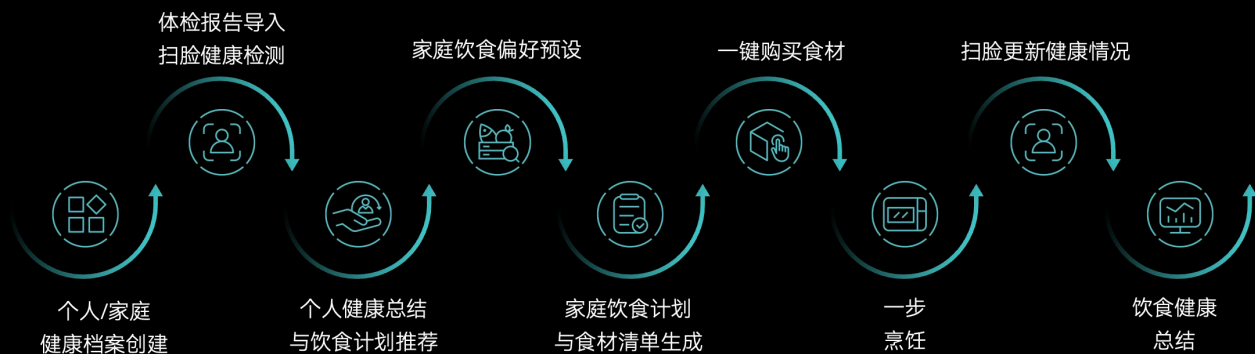 体检报告导入
扫脸健康检测
家庭饮食偏好预设
一键购买食材
扫脸更新健康情况
个人/家庭
健康档案创建
个人健康总结
与饮食计划推荐
家庭饮食计划
与食材清单生成
一步
烹饪
饮食健康
总结